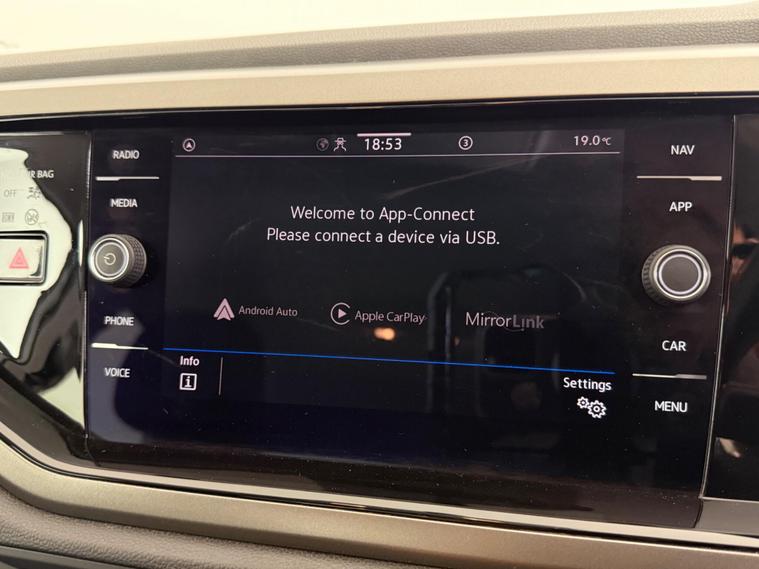 RADIO
MEDIA
PHONE
VOICE
BAG
OFF
18:53
3
19.0°C
Welcome to App-Connect
Please connect a device via USB.
Android Auto
Apple CarPlay
MirrorLink
Info
Settings
NAV
APP
CAR
MENU